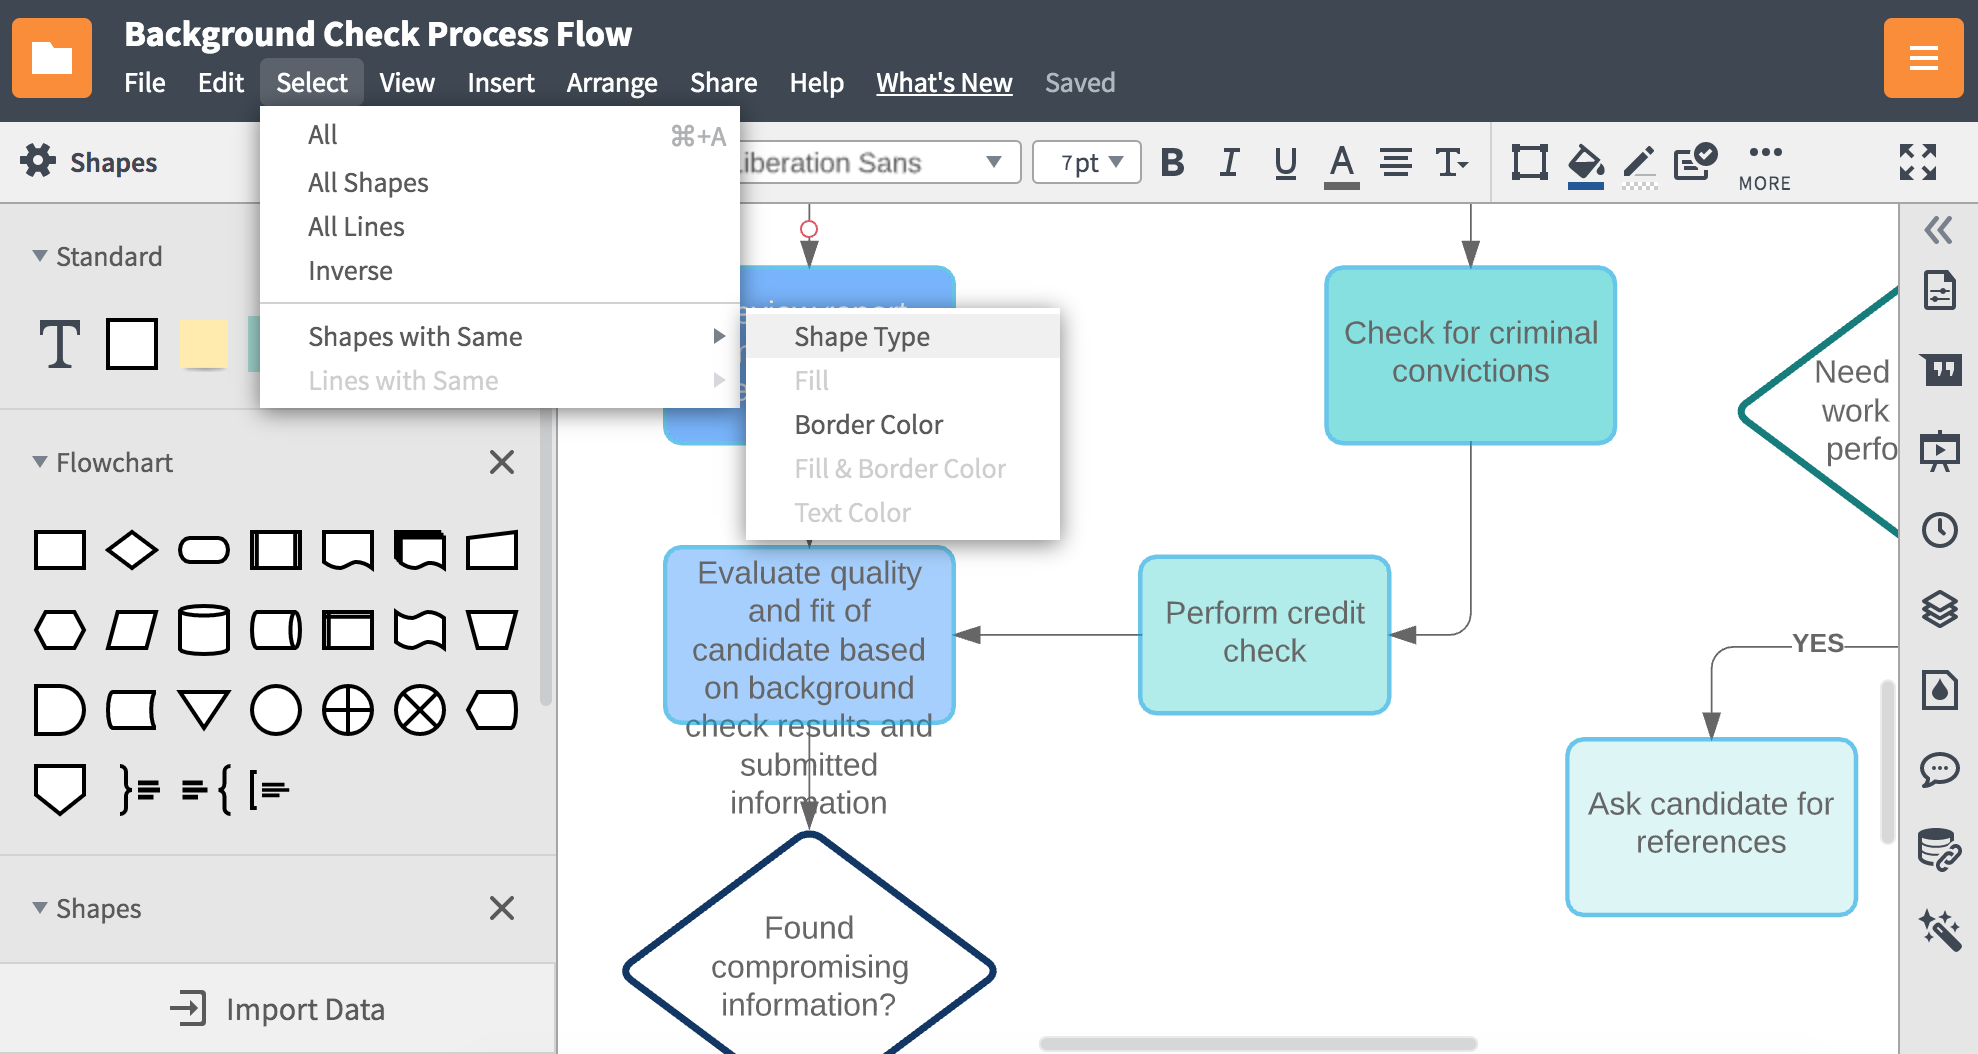 Background Check Process Flow
File Edit Select View Insert Arrange Share Help What's New Saved
Shapes
Sans
7pt
B I U A T
MORE
All ⌘+A
All Shapes
All Lines
Inverse
Shapes with Same
Lines with Same
Shape Type
Fill
Border Color
Fill & Border Color
Text Color
Standard
T
Flowchart
Shapes
Import Data
report
Check for criminal
convictions
Need
work
Evaluate quality
and fit of
candidate based
on background
check results and
submitted
information
Perform credit
check
YES
Ask candidate for
references
Found
compromising
information?